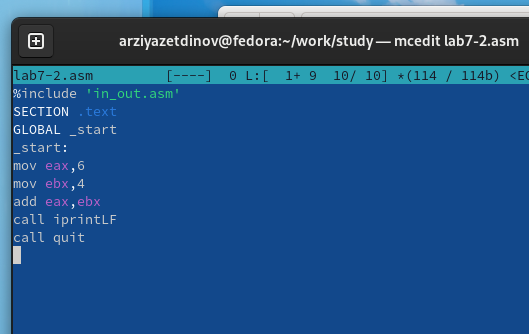 arziyazetdinov@fedora:~/work/study — mcedit lab7-2.asm
lab7-2.asm         [----]  0 L:[  1+ 9  10/ 10] *(114 / 114b) <EO
%include 'in_out.asm'
SECTION .text
GLOBAL _start
_start:
mov eax,6
mov ebx,4
add eax,ebx
call iprintLF
call quit